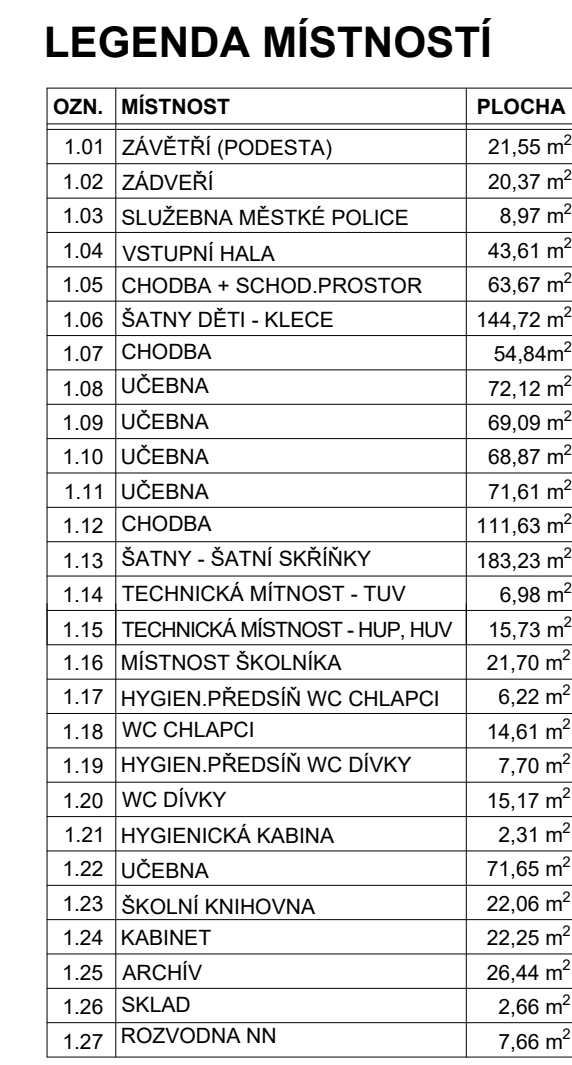 LEGENDA MÍSTNOSTÍ
OZN. MÍSTNOST PLOCHA
1.01 ZÁVĚTŘÍ (PODESTA) 21,55 m²
1.02 ZÁDVEŘÍ 20,37 m²
1.03 SLUŽEBNA MĚSTKÉ POLICE 8,97 m²
1.04 VSTUPNÍ HALA 43,61 m²
1.05 CHODBA + SCHOD.PROSTOR 63,67 m²
1.06 ŠATNY DĚTI - KLECE 144,72 m²
1.07 CHODBA 54,84m²
1.08 UČEBNA 72,12 m²
1.09 UČEBNA 69,09 m²
1.10 UČEBNA 68,87 m²
1.11 UČEBNA 71,61 m²
1.12 CHODBA 111,63 m²
1.13 ŠATNY - ŠATNÍ SKŘÍŇKY 183,23 m²
1.14 TECHNICKÁ MÍTNOST - TUV 6,98 m²
1.15 TECHNICKÁ MÍSTNOST - HUP, HUV 15,73 m²
1.16 MÍSTNOST ŠKOLNÍKA 21,70 m²
1.17 HYGIEN.PŘEDSÍŇ WC CHLAPCI 6,22 m²
1.18 WC CHLAPCI 14,61 m²
1.19 HYGIEN.PŘEDSÍŇ WC DÍVKY 7,70 m²
1.20 WC DÍVKY 15,17 m²
1.21 HYGIENICKÁ KABINA 2,31 m²
1.22 UČEBNA 71,65 m²
1.23 ŠKOLNÍ KNIHOVNA 22,06 m²
1.24 KABINET 22,25 m²
1.25 ARCHÍV 26,44 m²
1.26 SKLAD 2,66 m²
1.27 ROZVODNA NN 7,66 m²